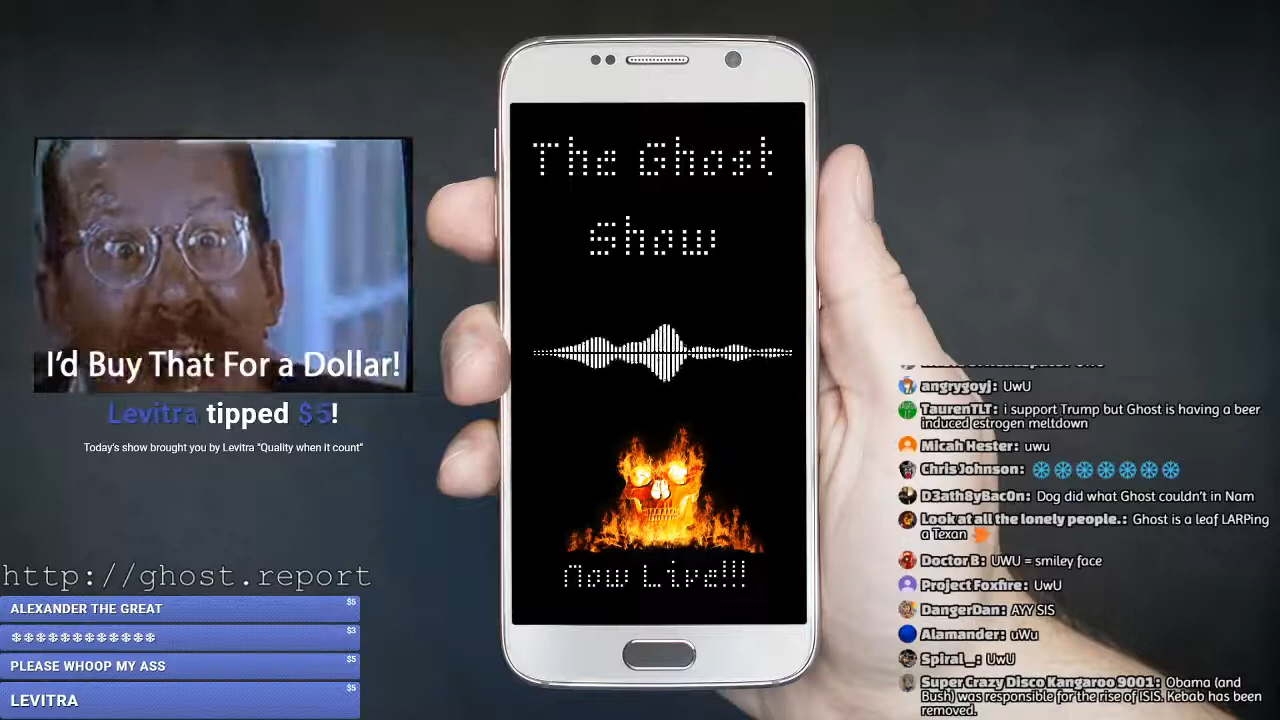 The Ghost
Show
Now Live!!!
I'd Buy That For a Dollar!
Levitra tipped $5!
Today's show brought you by Levitra "Quality when it count"
http://ghost.report
ALEXANDER THE GREAT $5
$3
PLEASE WHOOP MY ASS $5
LEVITRA $5
angrygoyj: UwU
TaurenTLT: i support Trump but Ghost is having a beer
induced estrogen meltdown
Micah Hester: uwu
Chris Johnson: ❄❄❄❄❄❄❄
D3ath8yBac0n: Dog did what Ghost couldn't in Nam
Look at all the lonely people.: Ghost is a leaf LARPing
a Texan 🍁
Doctor B: UWU = smiley face
Project Foxfire: UwU
DangerDan: AYY SIS
Alamander: uWu
Spiral_: UwU
Super Crazy Disco Kangaroo 9001: Obama (and
Bush) was responsible for the rise of ISIS. Kebab has been
removed.